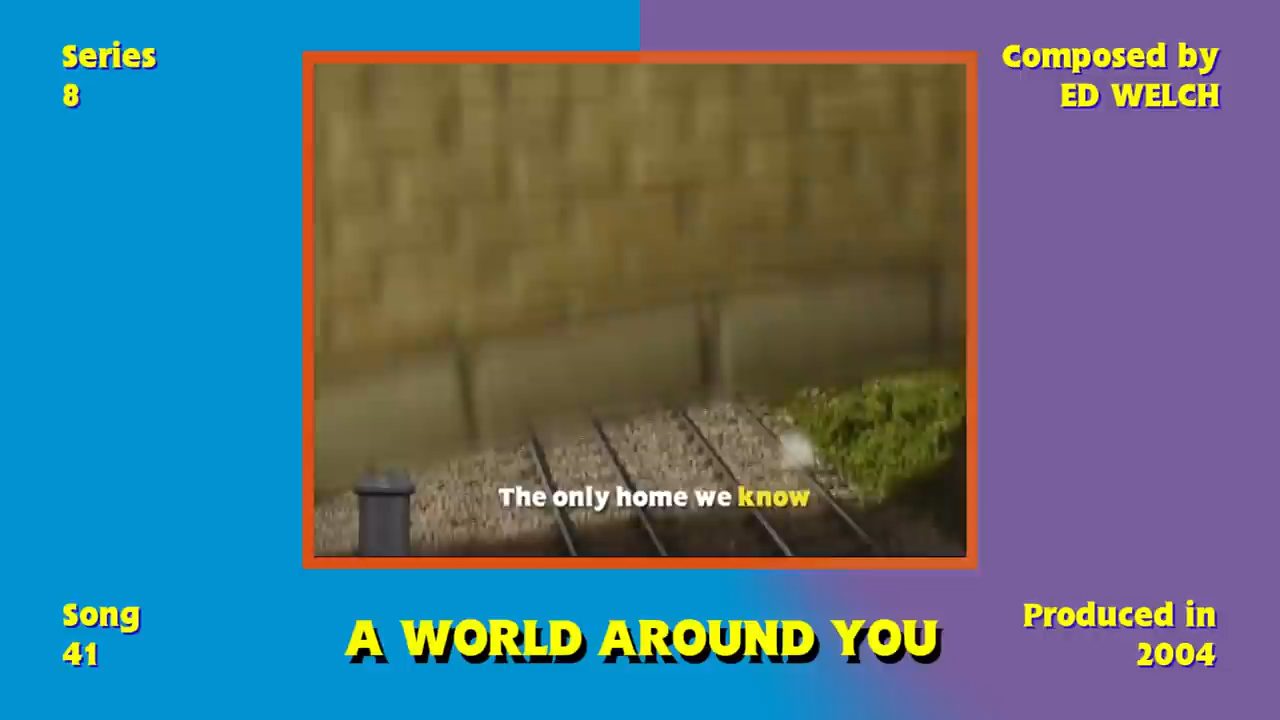 Series
8
Composed by
ED WELCH
The only home we know
Song
41
A WORLD AROUND YOU
Produced in
2004